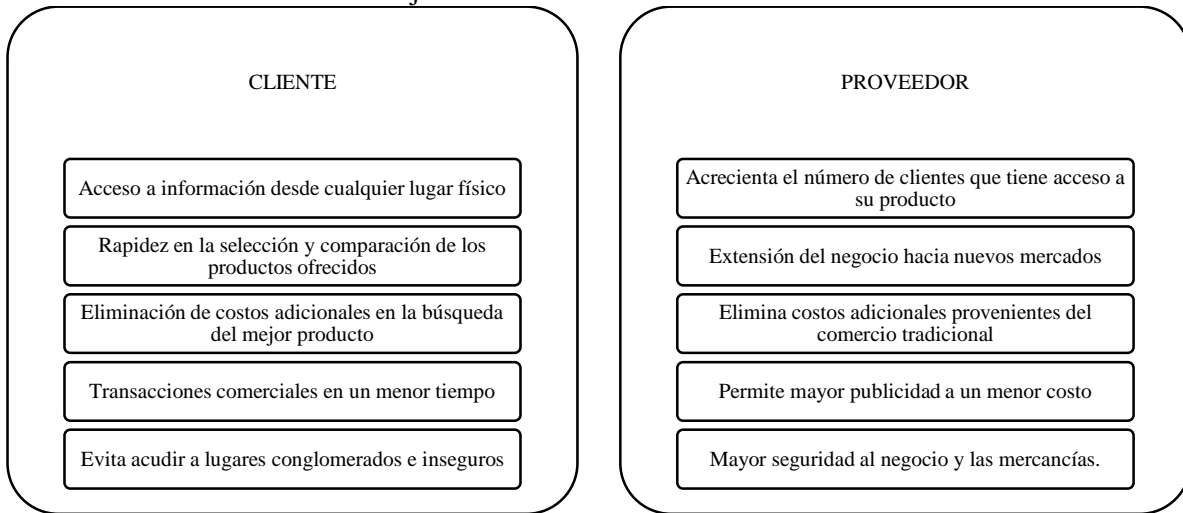 CLIENTE
Acceso a información desde cualquier lugar físico
Rapidez en la selección y comparación de los
productos ofrecidos
Eliminación de costos adicionales en la búsqueda
del mejor producto
Transacciones comerciales en un menor tiempo
Evita acudir a lugares conglomerados e inseguros
PROVEEDOR
Acrecienta el número de clientes que tiene acceso a
su producto
Extensión del negocio hacia nuevos mercados
Elimina costos adicionales provenientes del
comercio tradicional
Permite mayor publicidad a un menor costo
Mayor seguridad al negocio y las mercancías.